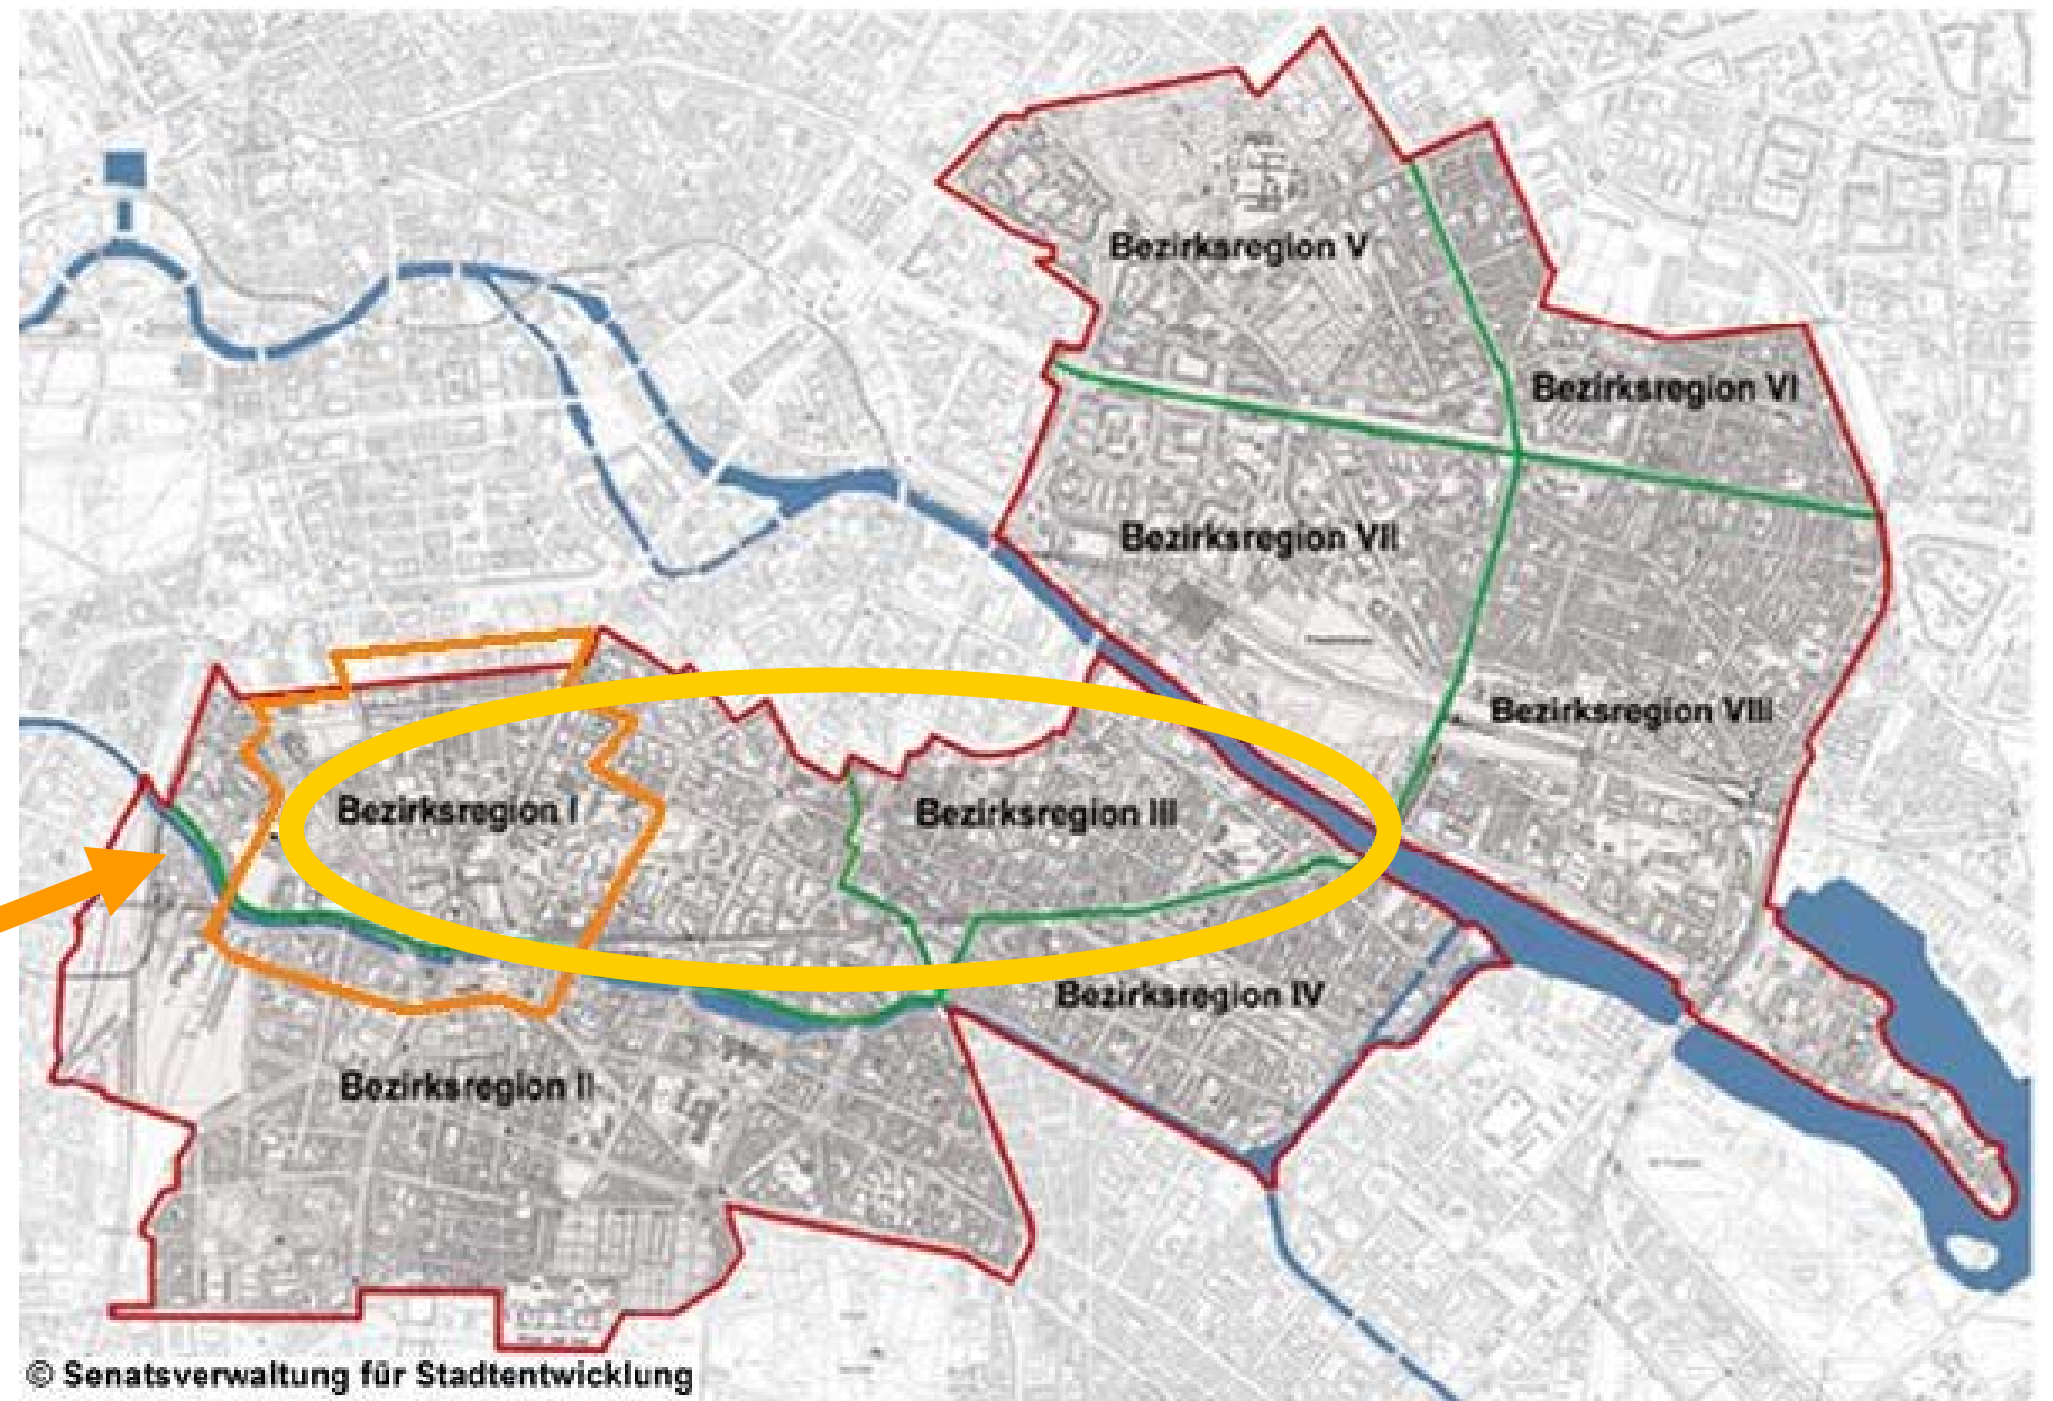 Bezirksregion V
Bezirksregion VI
Bezirksregion VII
Bezirksregion VIII
Bezirksregion I
Bezirksregion III
Bezirksregion IV
Bezirksregion II
© Senatsverwaltung für Stadtentwicklung